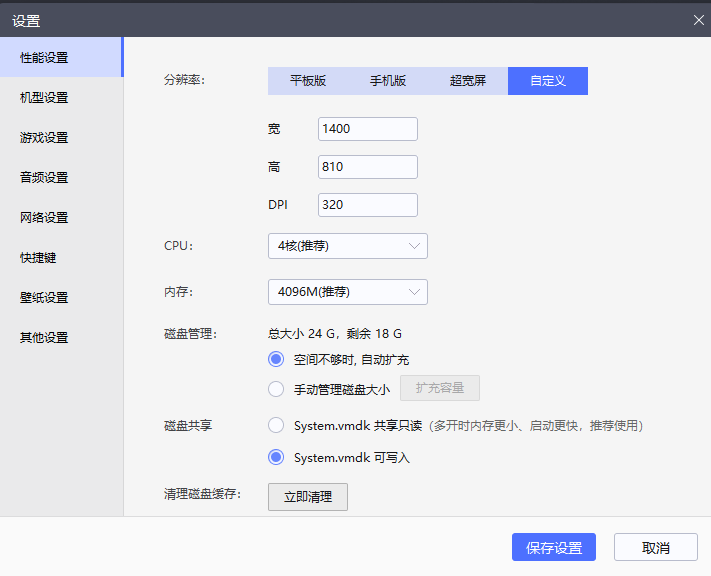 设置
性能设置
机型设置
游戏设置
音频设置
网络设置
快捷键
壁纸设置
其他设置
分辨率:
平板版 手机版 超宽屏 自定义
宽 1400
高 810
DPI 320
CPU: 4核(推荐)
内存: 4096M(推荐)
磁盘管理: 总大小 24 G，剩余 18 G
空间不够时, 自动扩充
手动管理磁盘大小 扩充容量
磁盘共享 System.vmdk 共享只读（多开时内存更小、启动更快，推荐使用）
System.vmdk 可写入
清理磁盘缓存: 立即清理
保存设置 取消